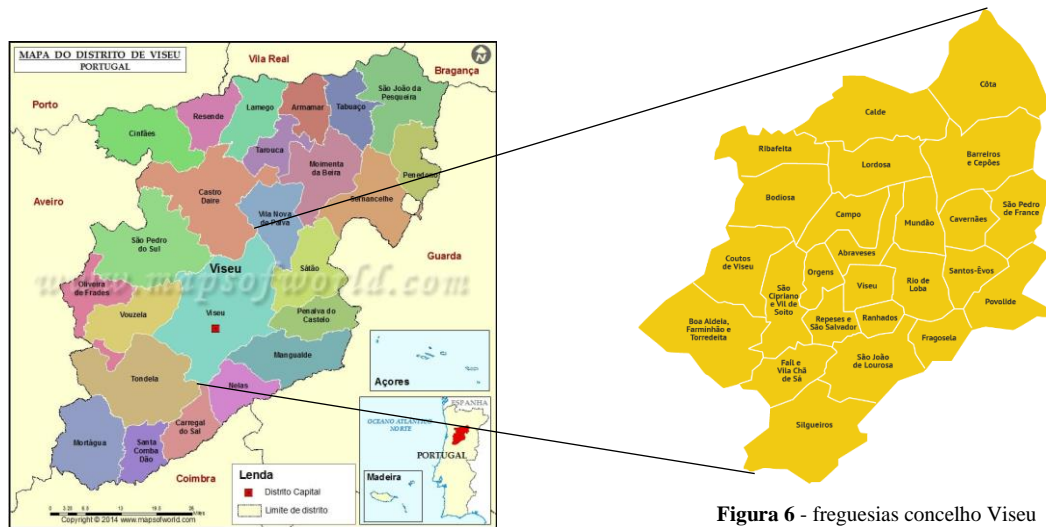 MAPA DO DISTRITO DE VISEU
PORTUGAL
N
Vila Real
Bragança
Porto
Aveiro
Guarda
Coimbra
Cinfães
Resende
Lamego
Armamar
Tabuaço
São João da
Pesqueira
Tarouca
Moimenta
da Beira
Penedono
Sernancelhe
Castro
Daire
Vila Nova
de Paiva
São Pedro
do Sul
Viseu
Sátão
www.mapsofworld.com
Oliveira
de Frades
Vouzela
Viseu
Penalva do
Castelo
Mangualde
Tondela
Nelas
Carregal
do Sal
Mortágua
Santa
Comba
Dão
Açores
ESPANHA
OCEANO ATLÂNTICO
NORTE
PORTUGAL
Madeira
Lenda
Distrito Capital
Limite de distrito
Copyright © 2014 www.mapsofworld.com
Côta
Calde
Ribafeita
Lordosa
Barreiros
e Cepões
Bodiosa
Campo
Mundão
Cavernães
São Pedro
de France
Coutos
de Viseu
Abraveses
Orgens
Viseu
Rio de
Loba
Santos-Êvos
São
Cipriano
e Vil de
Soito
Povolide
Boa Aldeia,
Farminhão e
Torredeita
Repeses e
São Salvador
Ranhados
Fragosela
Faíl e
Vila Chã
de Sá
São João
de Lourosa
Silgueiros
Figura 6 - freguesias concelho Viseu